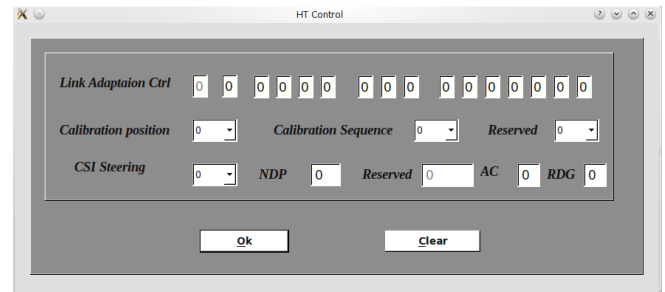 HT Control
Link Adaptaion Ctrl 0 0 0 0 0 0 0 0 0 0 0 0 0 0 0 0
Calibration position 0 Calibration Sequence 0 Reserved 0
CSI Steering 0 NDP 0 Reserved 0 AC 0 RDG 0
Ok Clear